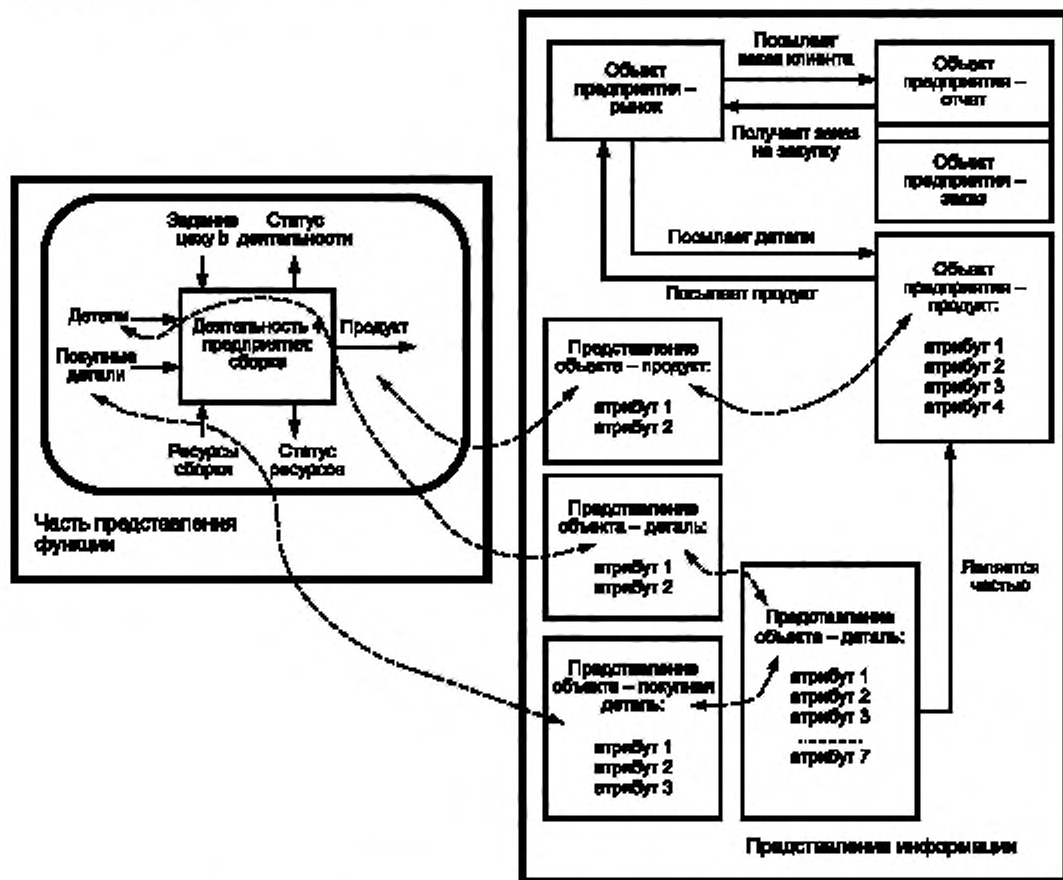 Задание
цеху b
Статус
деятельности
Детали
Покупные
детали
Деятельность
предприятия:
сборка
Продукт
Ресурсы
сборки
Статус
ресурсов
Часть представления
функции
Объект
предприятия –
рынок
Посылает
заказ клиента
Получает заказ
на закупку
Объект
предприятия –
отчет
Объект
предприятия –
заказ
Посылает детали
Посылает продукт
Объект
предприятия –
продукт:
атрибут 1
атрибут 2
атрибут 3
атрибут 4
Представление
объекта – продукт:
атрибут 1
атрибут 2
Представление
объекта – деталь:
атрибут 1
атрибут 2
Представление
объекта – покупная
деталь:
атрибут 1
атрибут 2
атрибут 3
Представление
объекта – деталь:
атрибут 1
атрибут 2
атрибут 3
.............
атрибут 7
Является
частью
Представление информации